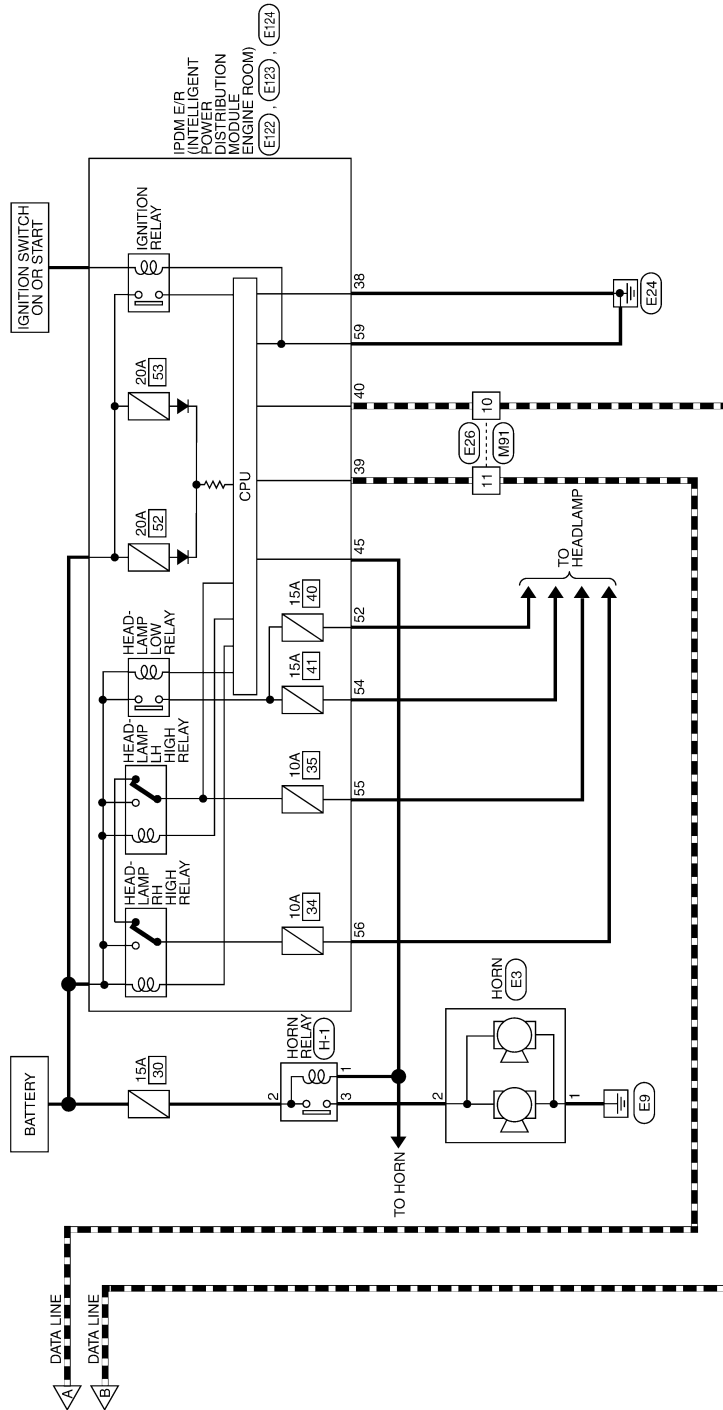 BATTERY
IGNITION SWITCH
ON OR START
IPDM E/R
(INTELLIGENT
POWER
DISTRIBUTION
MODULE
ENGINE ROOM)
E122 , E123 , E124
DATA LINE
A
DATA LINE
B
15A
30
HEAD-
LAMP
RH
HIGH
RELAY
HEAD-
LAMP
LH
HIGH
RELAY
HEAD-
LAMP
LOW
RELAY
20A
52
20A
53
IGNITION
RELAY
CPU
10A
34
10A
35
15A
41
15A
40
HORN
RELAY
H-1
2
1
3
56
55
54
52
45
39
40
59
38
TO HORN
HORN
E3
2
1
E9
11
10
E26
M91
TO
HEADLAMP
E24